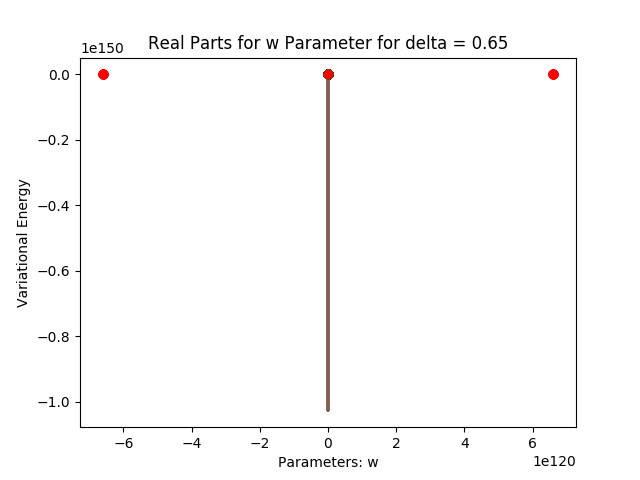 Real Parts for w Parameter for delta = 0.65
1e150
0.0
−0.2
−0.4
−0.6
−0.8
−1.0
Variational Energy
−6
−4
−2
0
2
4
6
1e120
Parameters: w